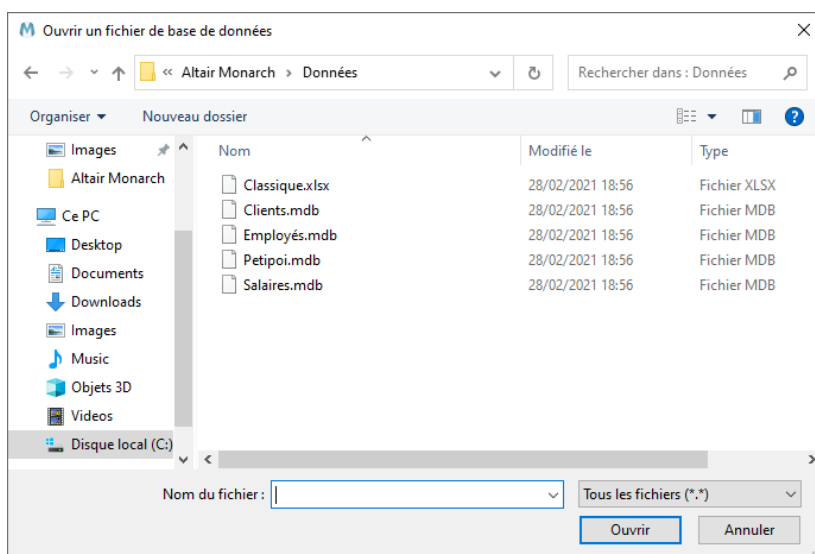 Ouvrir un fichier de base de données
« Altair Monarch › Données
Rechercher dans : Données
Organiser
Nouveau dossier
Images
Altair Monarch
Ce PC
Desktop
Documents
Downloads
Images
Music
Objets 3D
Videos
Disque local (C:)
Nom Modifié le Type
Classique.xlsx 28/02/2021 18:56 Fichier XLSX
Clients.mdb 28/02/2021 18:56 Fichier MDB
Employés.mdb 28/02/2021 18:56 Fichier MDB
Petipoi.mdb 28/02/2021 18:56 Fichier MDB
Salaires.mdb 28/02/2021 18:56 Fichier MDB
Nom du fichier :
Tous les fichiers (*.*)
Ouvrir
Annuler